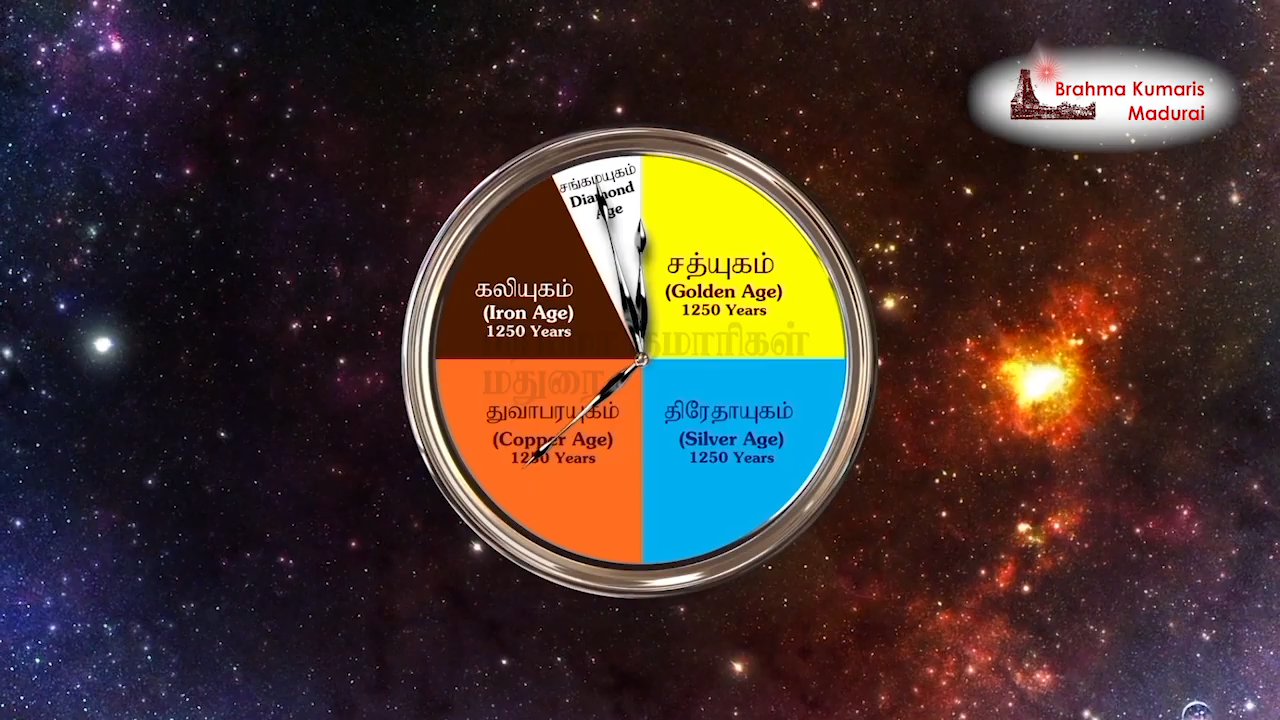 Brahma Kumaris
Madurai
சங்கமயுகம்
Diamond
Age
சத்யுகம்
(Golden Age)
1250 Years
கலியுகம்
(Iron Age)
1250 Years
துவாபரயுகம்
(Copper Age)
1250 Years
திரேதாயுகம்
(Silver Age)
1250 Years
மதுரை